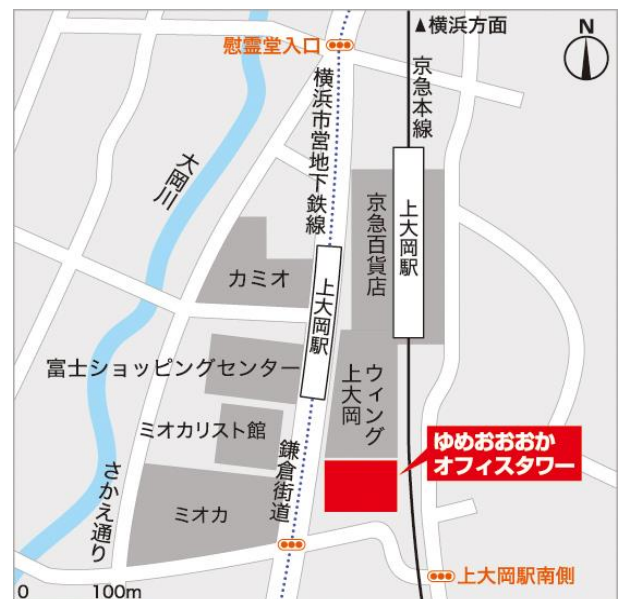 ▲横浜方面
N
慰霊堂入口
京急本線
横浜市営地下鉄線
大岡川
京急百貨店
上大岡駅
カミオ
上大岡駅
富士ショッピングセンター
ウィング
上大岡
ミオカリスト館
ゆめおおおか
オフィスタワー
鎌倉街道
さかえ通り
ミオカ
上大岡駅南側
0 100m